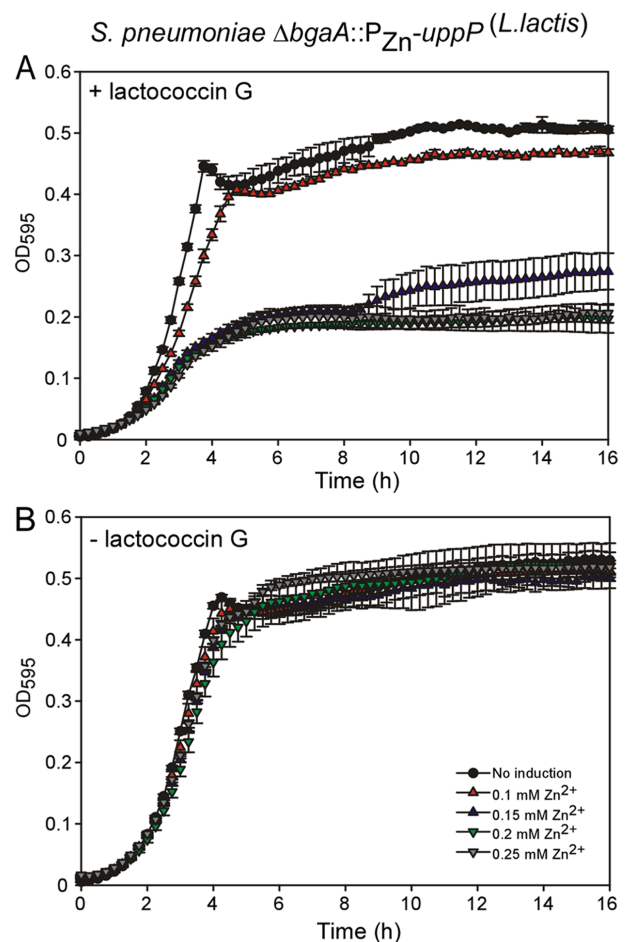 S. pneumoniae ΔbgaA::PZn-uppP (L.lactis)
A
+ lactococcin G
0.6
0.5
0.4
0.3
0.2
0.1
0
OD595
0 2 4 6 8 10 12 14 16
Time (h)
B
- lactococcin G
0.6
0.5
0.4
0.3
0.2
0.1
0
OD595
No induction
0.1 mM Zn2+
0.15 mM Zn2+
0.2 mM Zn2+
0.25 mM Zn2+
0 2 4 6 8 10 12 14 16
Time (h)